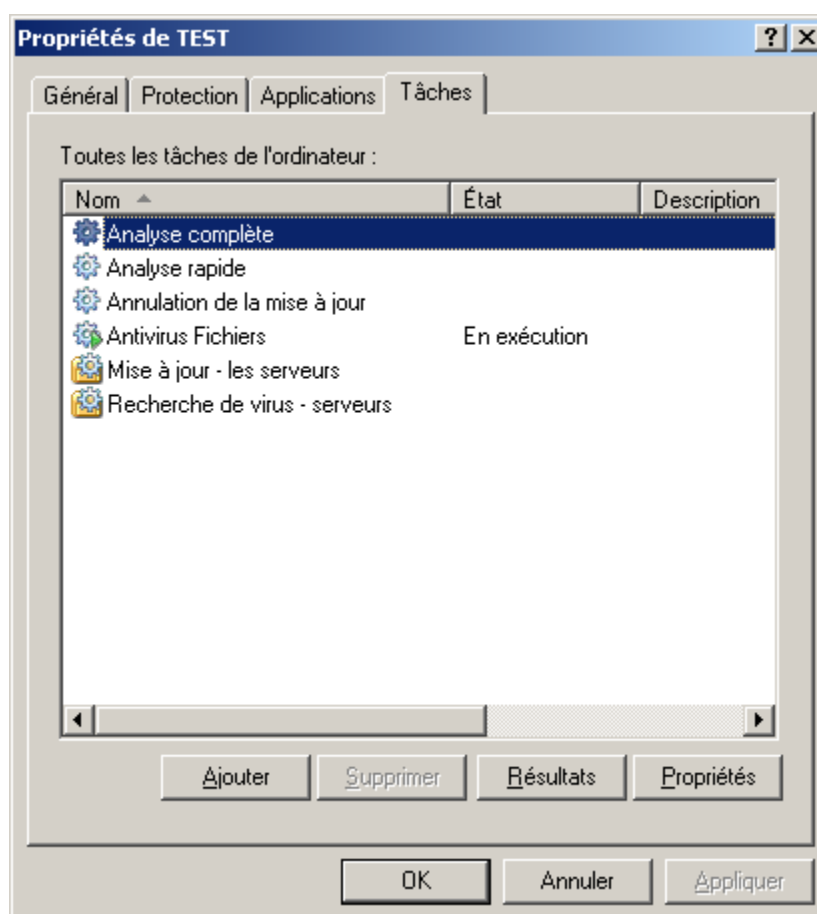 Propriétés de TEST
Général Protection Applications Tâches
Toutes les tâches de l'ordinateur :
Nom État Description
Analyse complète
Analyse rapide
Annulation de la mise à jour
Antivirus Fichiers En exécution
Mise à jour - les serveurs
Recherche de virus - serveurs
Ajouter Supprimer Résultats Propriétés
OK Annuler Appliquer